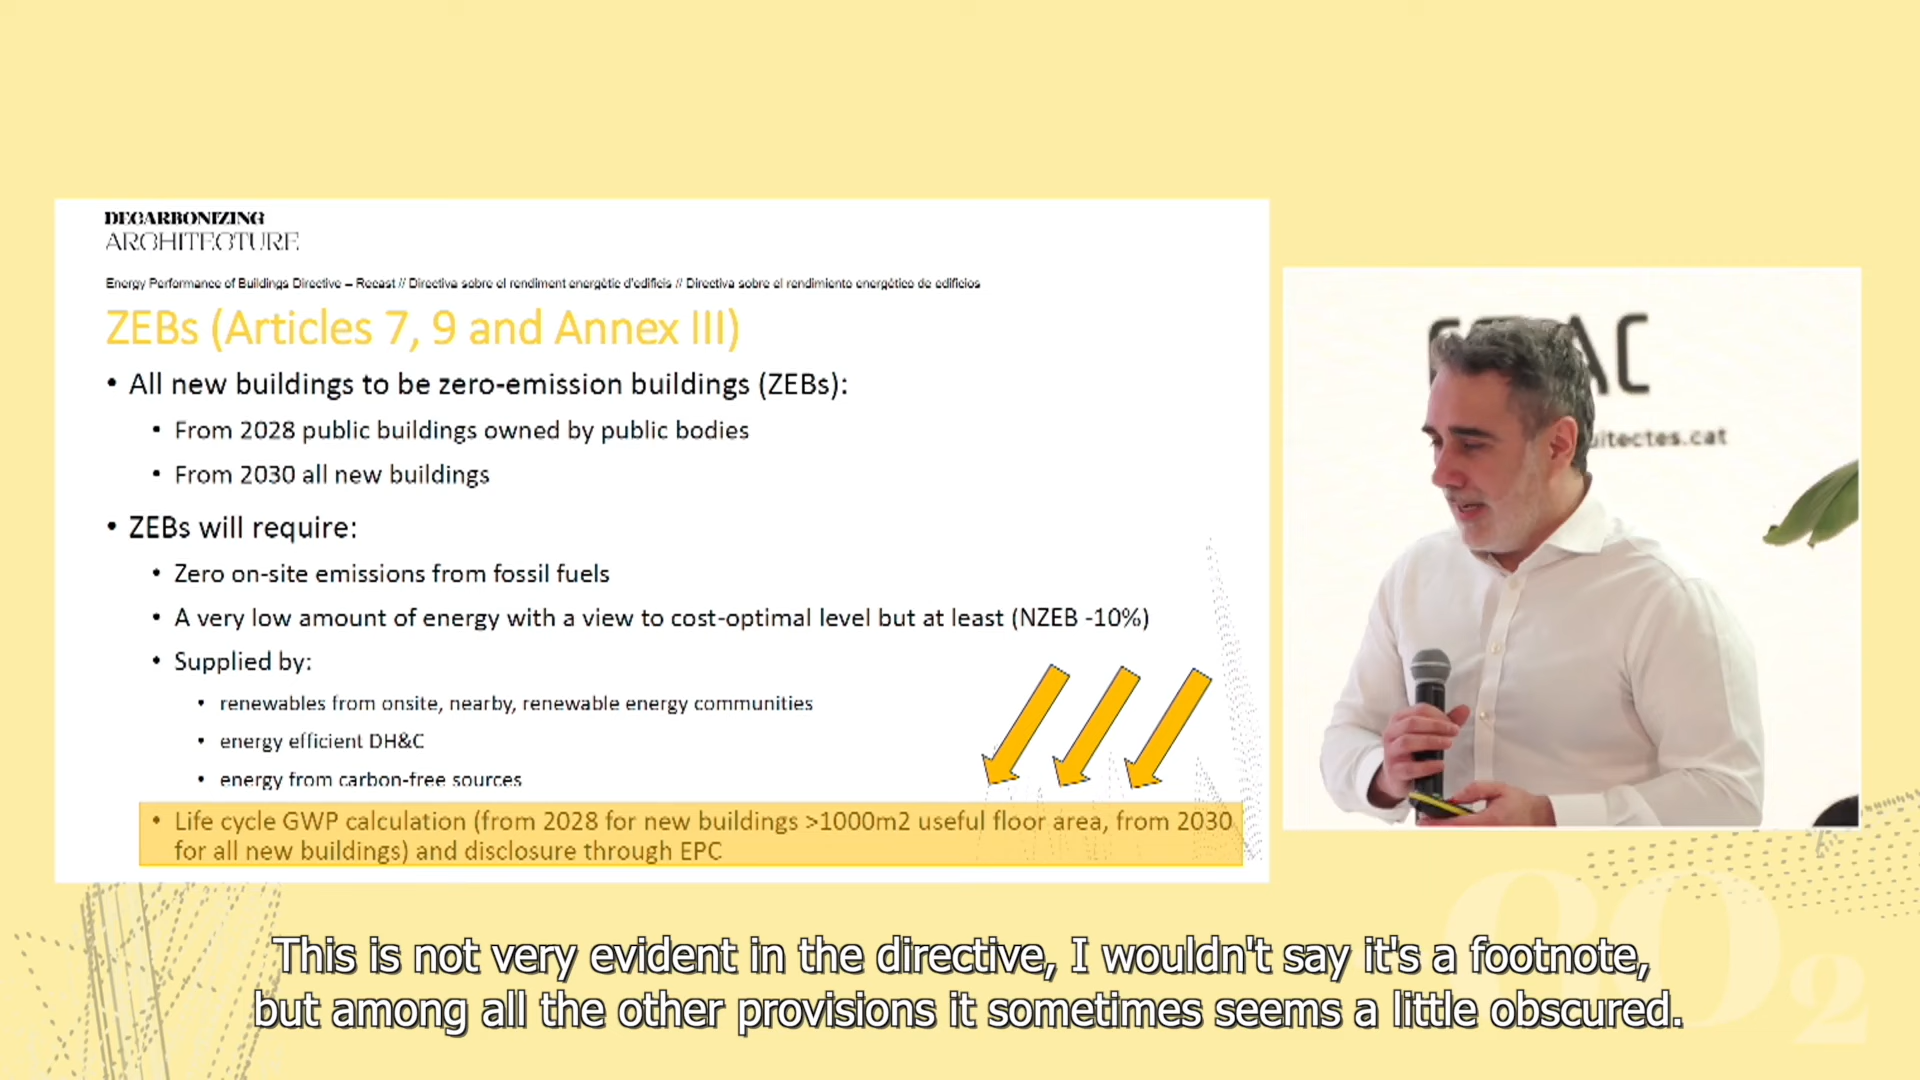 DECARBONIZING
ARCHITECTURE
Energy Performance of Buildings Directive – Recast // Directiva sobre el rendiment energètic d'edificis // Directiva sobre el rendimiento energético de edificios
ZEBs (Articles 7, 9 and Annex III)
• All new buildings to be zero-emission buildings (ZEBs):
• From 2028 public buildings owned by public bodies
• From 2030 all new buildings
• ZEBs will require:
• Zero on-site emissions from fossil fuels
• A very low amount of energy with a view to cost-optimal level but at least (NZEB -10%)
• Supplied by:
• renewables from onsite, nearby, renewable energy communities
• energy efficient DH&C
• energy from carbon-free sources
• Life cycle GWP calculation (from 2028 for new buildings >1000m2 useful floor area, from 2030
for all new buildings) and disclosure through EPC
AC
itectes.cat
CO2
This is not very evident in the directive, I wouldn't say it's a footnote,
but among all the other provisions it sometimes seems a little obscured.